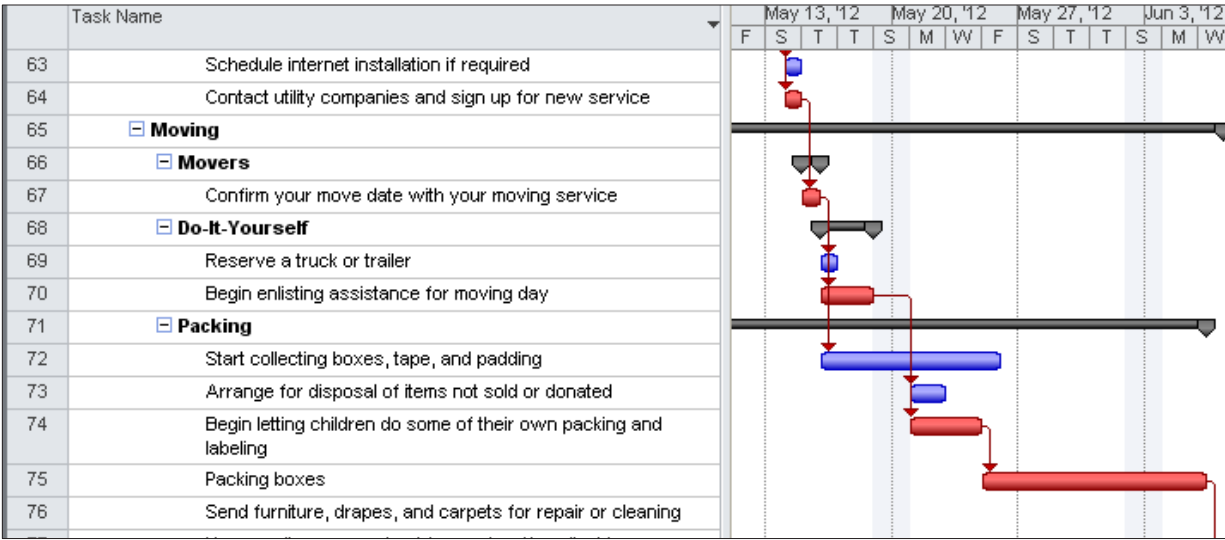 Task Name
May 13, '12 May 20, '12 May 27, '12 Jun 3, '12
F S T T S M W F S T T S M W
63 Schedule internet installation if required
64 Contact utility companies and sign up for new service
65 Moving
66 Movers
67 Confirm your move date with your moving service
68 Do-It-Yourself
69 Reserve a truck or trailer
70 Begin enlisting assistance for moving day
71 Packing
72 Start collecting boxes, tape, and padding
73 Arrange for disposal of items not sold or donated
74 Begin letting children do some of their own packing and
labeling
75 Packing boxes
76 Send furniture, drapes, and carpets for repair or cleaning